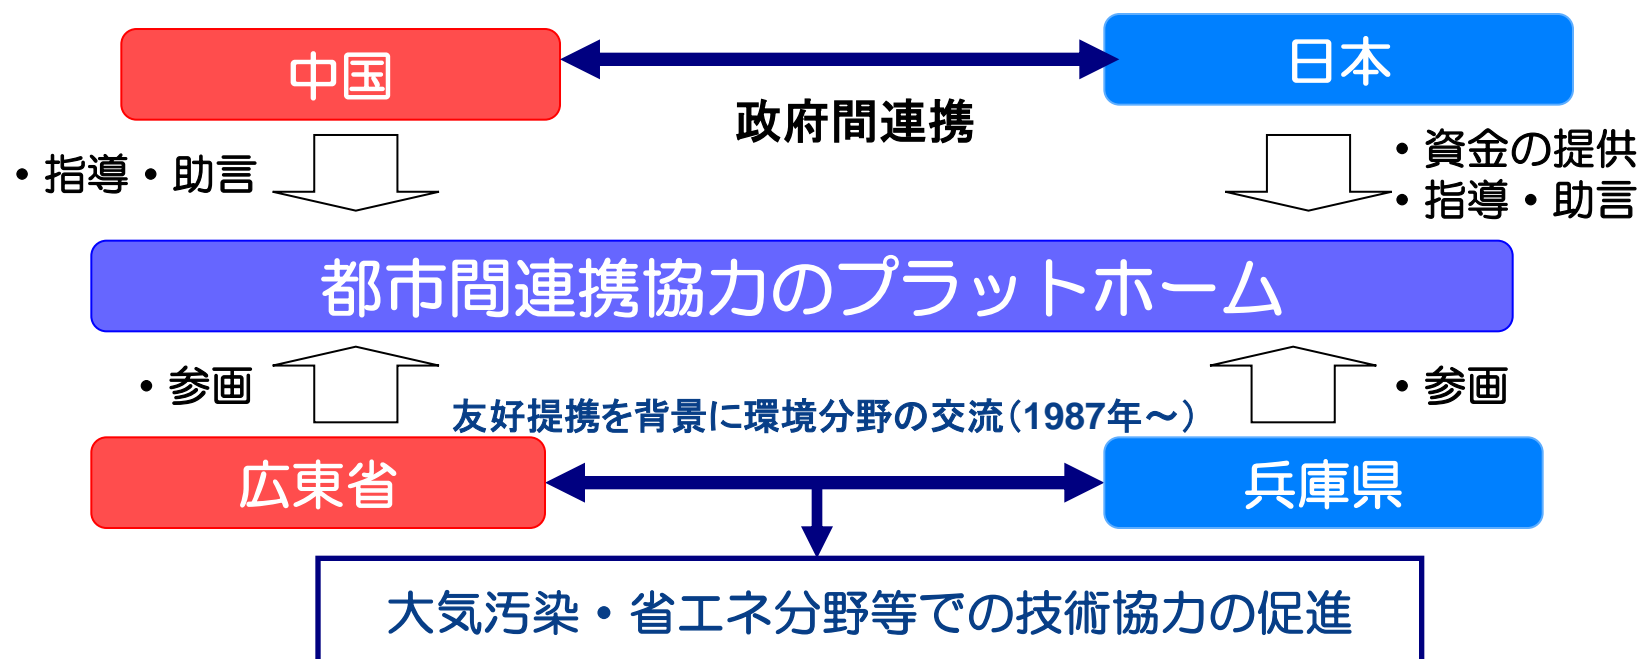 中国
日本
政府間連携
・指導・助言
・資金の提供
・指導・助言
都市間連携協力のプラットホーム
・参画
・参画
友好提携を背景に環境分野の交流（1987年～）
広東省
兵庫県
大気汚染・省エネ分野等での技術協力の促進